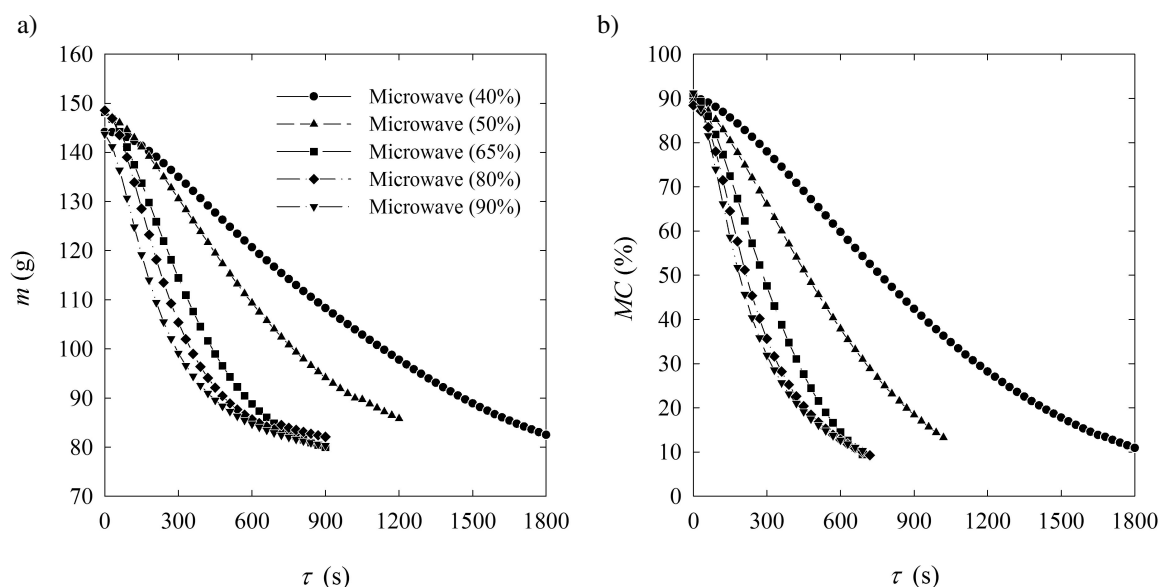 a)
160
150
140
130
120
110
100
90
80
70
m (g)
Microwave (40%)
Microwave (50%)
Microwave (65%)
Microwave (80%)
Microwave (90%)
0 300 600 900 1200 1500 1800
τ (s)
b)
100
90
80
70
60
50
40
30
20
10
0
MC (%)
0 300 600 900 1200 1500 1800
τ (s)